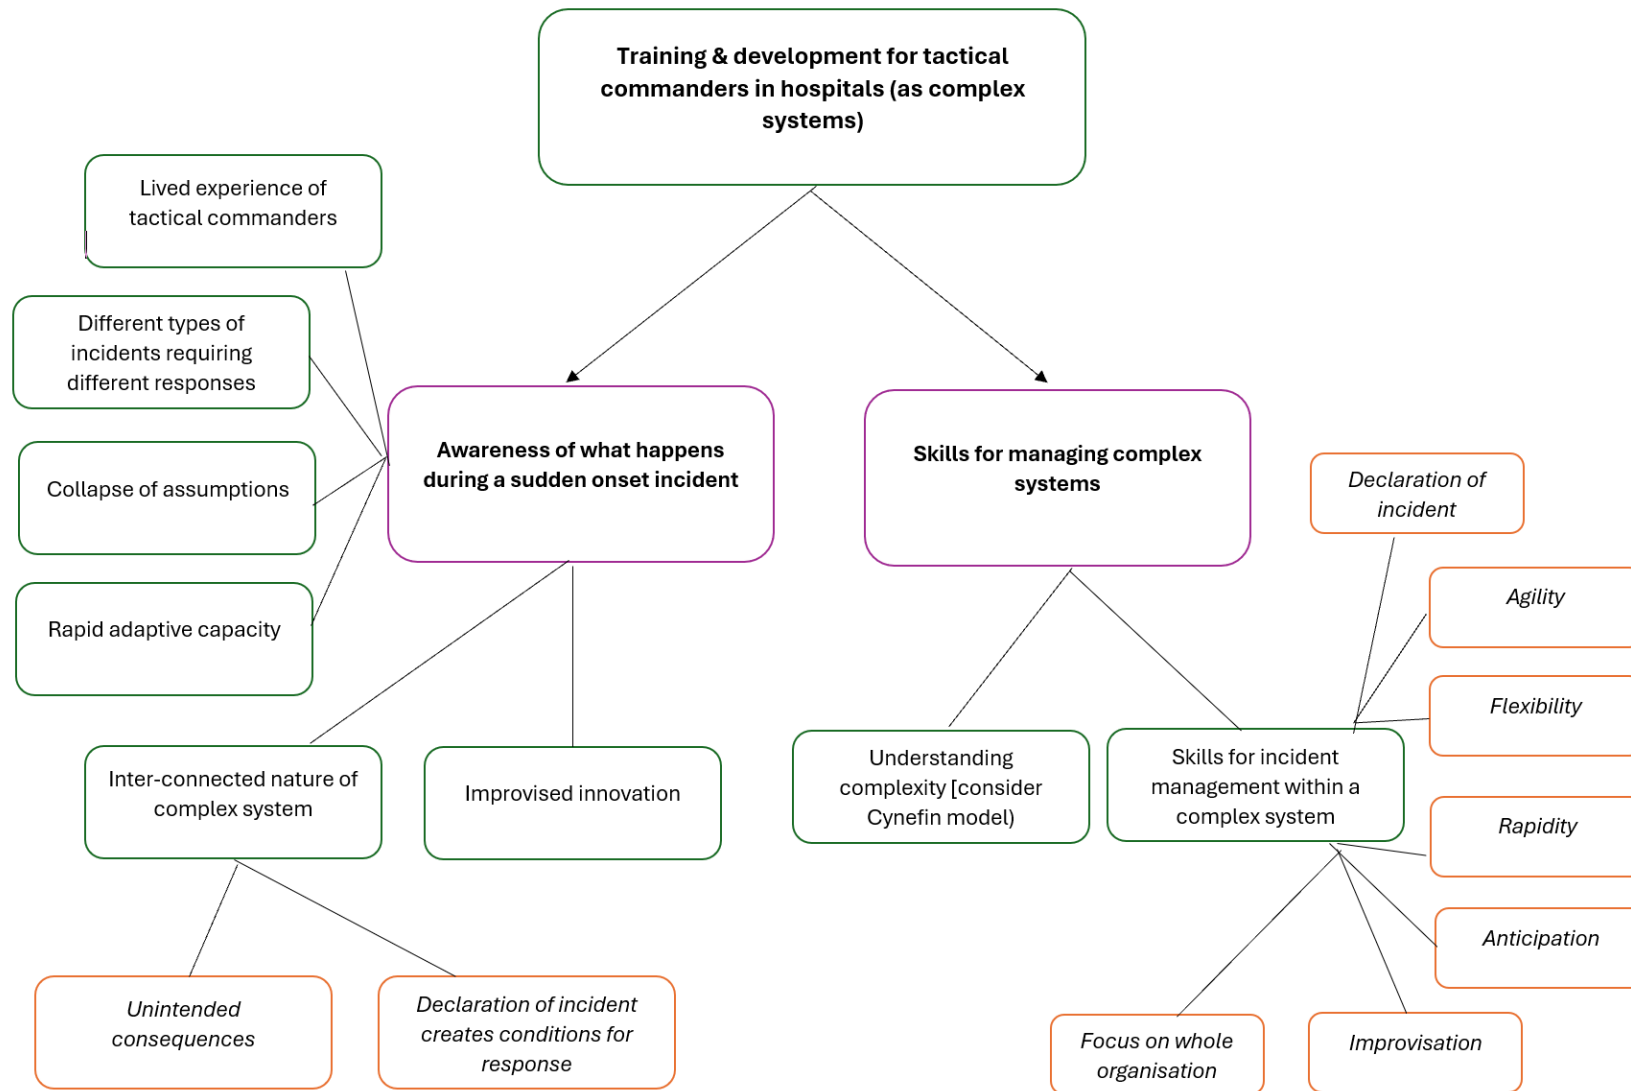 Training & development for tactical
commanders in hospitals (as complex
systems)
Lived experience of
tactical commanders
Different types of
incidents requiring
different responses
Collapse of assumptions
Rapid adaptive capacity
Awareness of what happens
during a sudden onset incident
Skills for managing complex
systems
Declaration of
incident
Agility
Flexibility
Rapidity
Anticipation
Inter-connected nature of
complex system
Improvised innovation
Understanding
complexity [consider
Cynefin model)
Skills for incident
management within a
complex system
Unintended
consequences
Declaration of incident
creates conditions for
response
Focus on whole
organisation
Improvisation